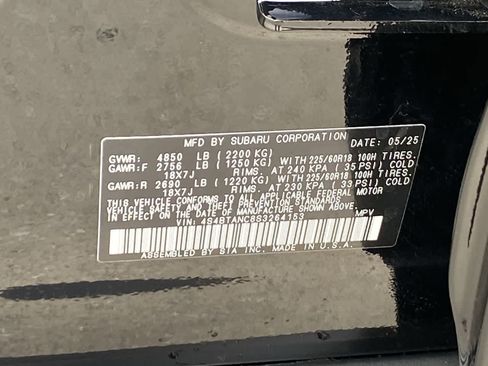 MFD BY SUBARU CORPORATION DATE: 05/25
GVWR: 4850 LB (2200 KG)
GAWR:F 2756 LB (1250 KG) WITH 225/60R18 100H TIRES.
18X7J RIMS. AT 240 KPA (35 PSI) COLD
GAWR:R 2690 LB (1220 KG) WITH 225/60R18 100H TIRES.
18X7J RIMS. AT 230 KPA (33 PSI) COLD
THIS VEHICLE CONFORMS TO ALL APPLICABLE FEDERAL MOTOR
VEHICLE SAFETY AND THEFT PREVENTION STANDARDS
IN EFFECT ON THE DATE OF MANUFACTURE SHOWN ABOVE.
VIN: 4S4BTANC8S3264153 MPV
ASSEMBLED BY SIA INC. MADE IN U.S.A.